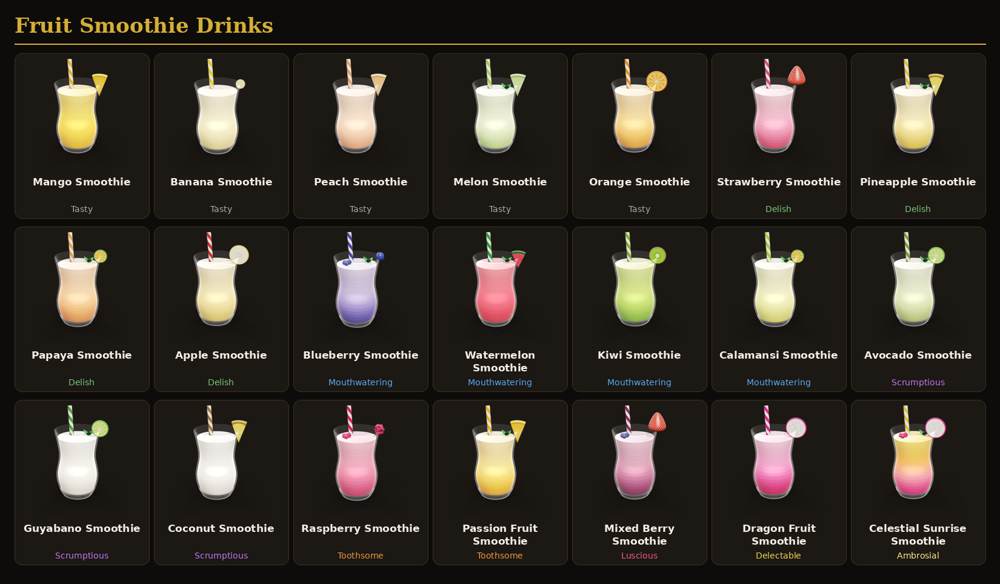 Fruit Smoothie Drinks
Mango Smoothie
Tasty
Banana Smoothie
Tasty
Peach Smoothie
Tasty
Melon Smoothie
Tasty
Orange Smoothie
Tasty
Strawberry Smoothie
Delish
Pineapple Smoothie
Delish
Papaya Smoothie
Delish
Apple Smoothie
Delish
Blueberry Smoothie
Mouthwatering
Watermelon
Smoothie
Mouthwatering
Kiwi Smoothie
Mouthwatering
Calamansi Smoothie
Mouthwatering
Avocado Smoothie
Scrumptious
Guyabano Smoothie
Scrumptious
Coconut Smoothie
Scrumptious
Raspberry Smoothie
Toothsome
Passion Fruit
Smoothie
Toothsome
Mixed Berry
Smoothie
Luscious
Dragon Fruit
Smoothie
Delectable
Celestial Sunrise
Smoothie
Ambrosial